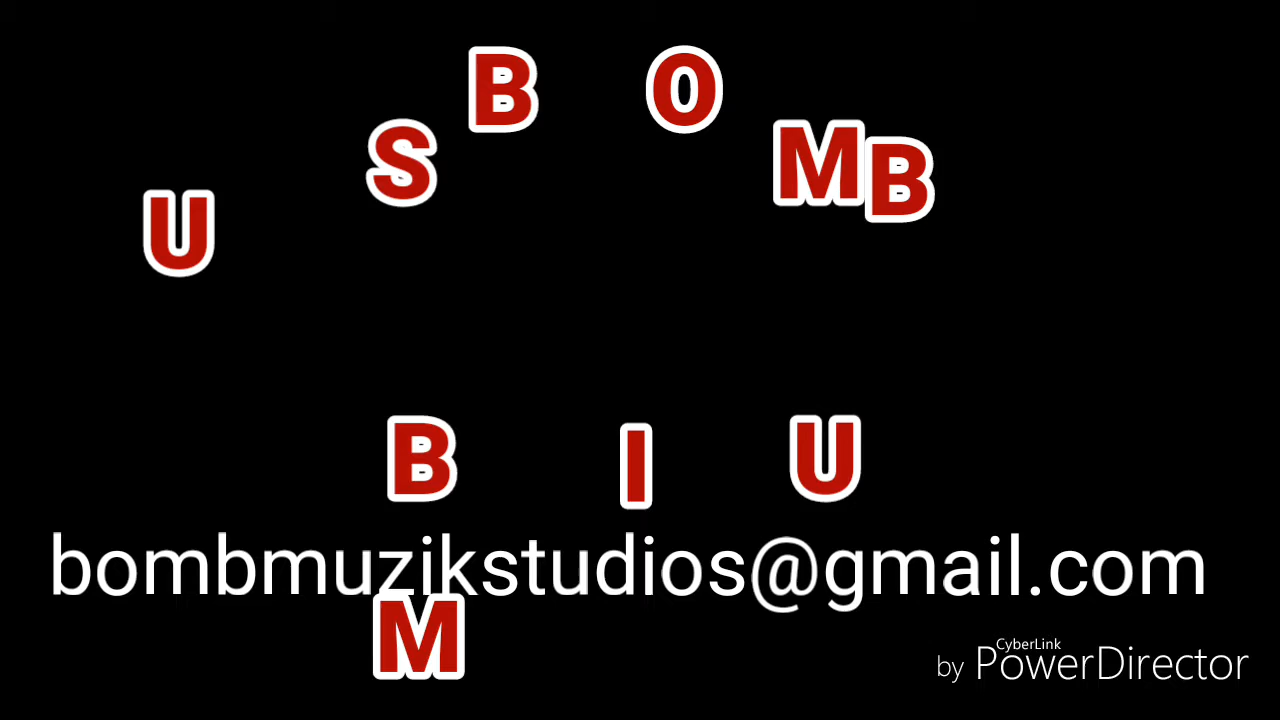 B O
S M B
U
B I U
bombmuzikstudios@gmail.com
M
CyberLink
by PowerDirector